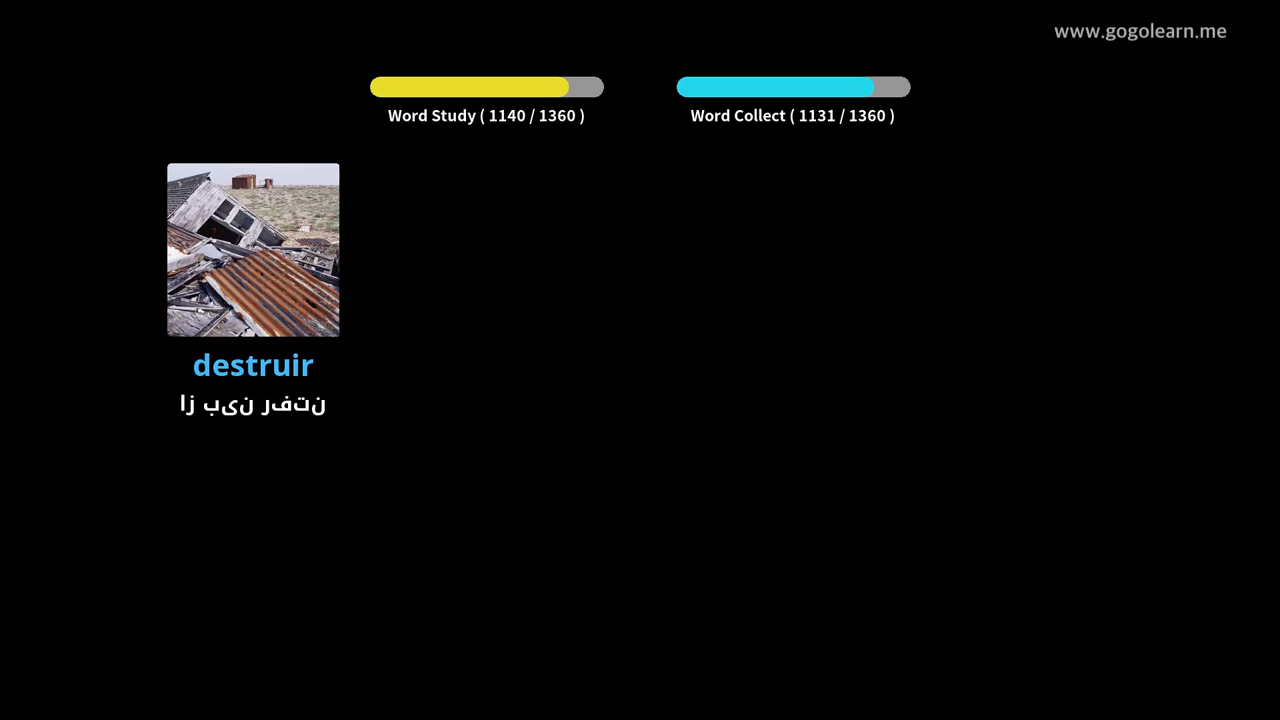 www.gogolearn.me
Word Study ( 1140 / 1360 )
Word Collect ( 1131 / 1360 )
destruir
از بین رفتن